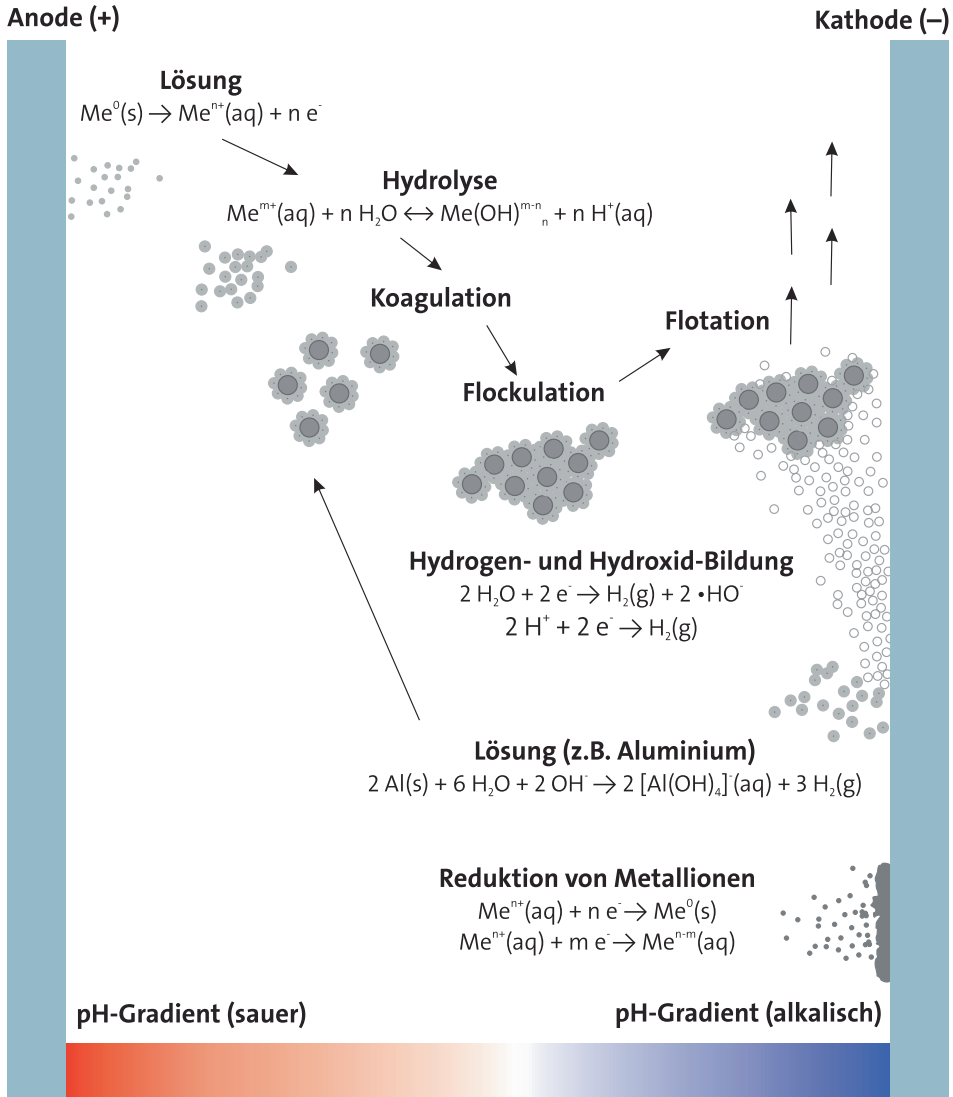 Anode (+)
Kathode (–)
Lösung
Me⁰(s) → Meⁿ⁺(aq) + n e⁻
Hydrolyse
Meᵐ⁺(aq) + n H₂O ↔ Me(OH)ᵐ⁻ⁿₙ + n H⁺(aq)
Koagulation
Flotation
Flockulation
Hydrogen- und Hydroxid-Bildung
2 H₂O + 2 e⁻ → H₂(g) + 2 •HO⁻
2 H⁺ + 2 e⁻ → H₂(g)
Lösung (z.B. Aluminium)
2 Al(s) + 6 H₂O + 2 OH⁻ → 2 [Al(OH)₄]⁻(aq) + 3 H₂(g)
Reduktion von Metallionen
Meⁿ⁺(aq) + n e⁻ → Me⁰(s)
Meⁿ⁺(aq) + m e⁻ → Meⁿ⁻ᵐ(aq)
pH-Gradient (sauer)
pH-Gradient (alkalisch)